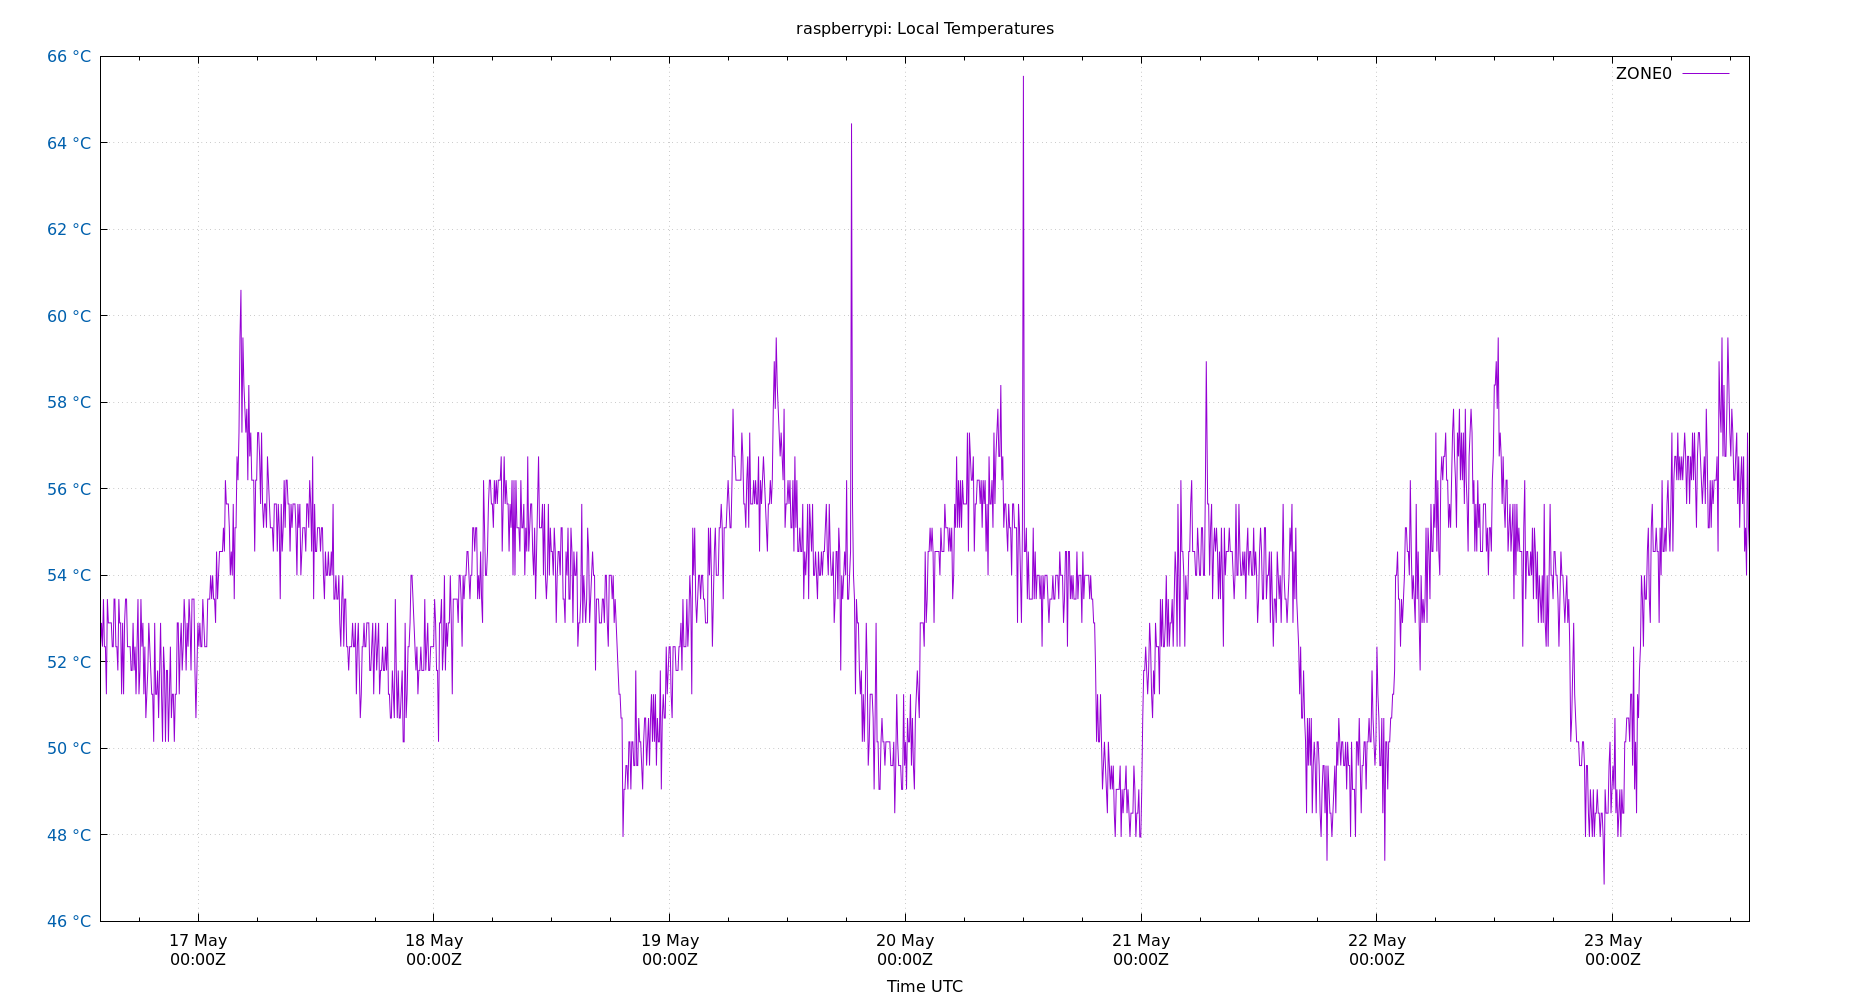 raspberrypi: Local Temperatures
66 °C
ZONE0
64 °C
62 °C
60 °C
58 °C
56 °C
54 °C
52 °C
50 °C
48 °C
46 °C
17 May 18 May 19 May 20 May 21 May 22 May 23 May
00:00Z 00:00Z 00:00Z 00:00Z 00:00Z 00:00Z 00:00Z
Time UTC